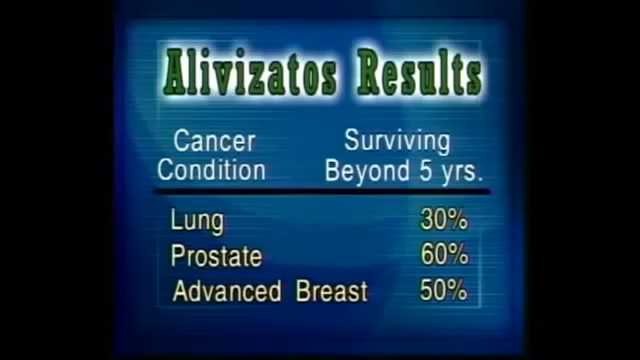 Alivizatos Results
Cancer Condition
Surviving Beyond 5 yrs.
Lung 30%
Prostate 60%
Advanced Breast 50%